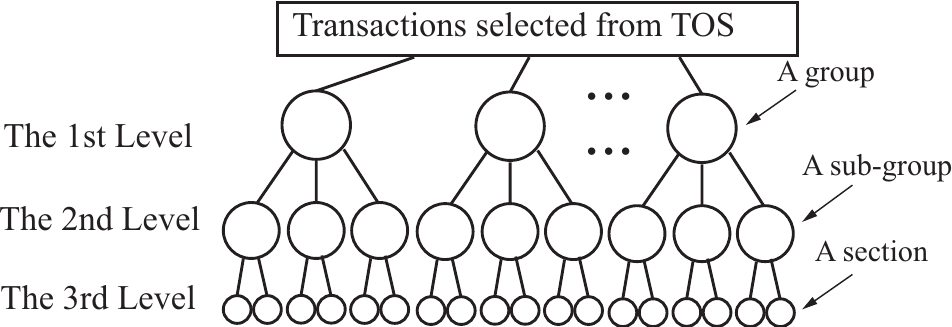 Transactions selected from TOS
A group
... 
The 1st Level
...
A sub-group
The 2nd Level
A section
The 3rd Level